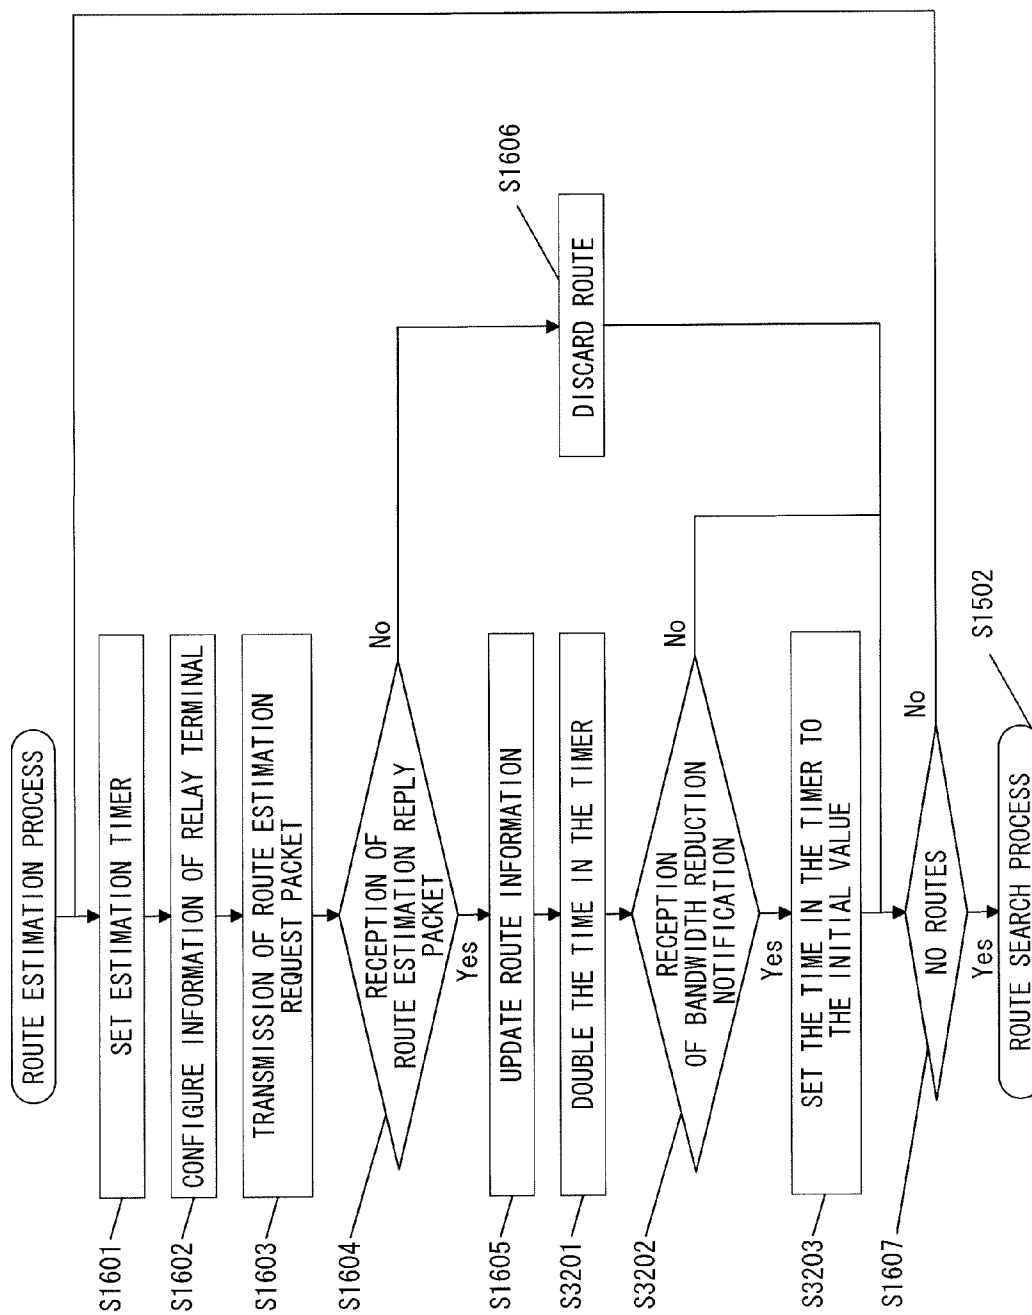 ROUTE ESTIMATION PROCESS
S1601
SET ESTIMATION TIMER
S1602
CONFIGURE INFORMATION OF RELAY TERMINAL
S1603
TRANSMISSION OF ROUTE ESTIMATION
REQUEST PACKET
S1604
RECEPTION OF
ROUTE ESTIMATION REPLY
PACKET
No
Yes
S1605
UPDATE ROUTE INFORMATION
S1606
DISCARD ROUTE
S3201
DOUBLE THE TIME IN THE TIMER
S3202
RECEPTION
OF BANDWIDTH REDUCTION
NOTIFICATION
No
Yes
S3203
SET THE TIME IN THE TIMER TO
THE INITIAL VALUE
S1607
NO ROUTES
No
Yes
S1502
ROUTE SEARCH PROCESS